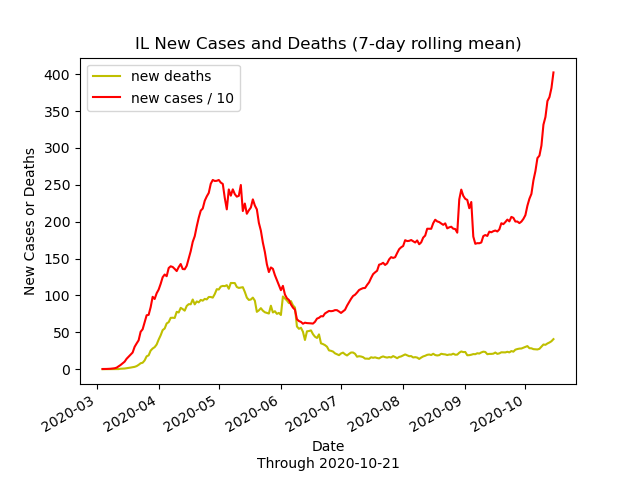 IL New Cases and Deaths (7-day rolling mean)
new deaths
new cases / 10
New Cases or Deaths
400
350
300
250
200
150
100
50
0
2020-03
2020-04
2020-05
2020-06
2020-07
2020-08
2020-09
2020-10
Date
Through 2020-10-21